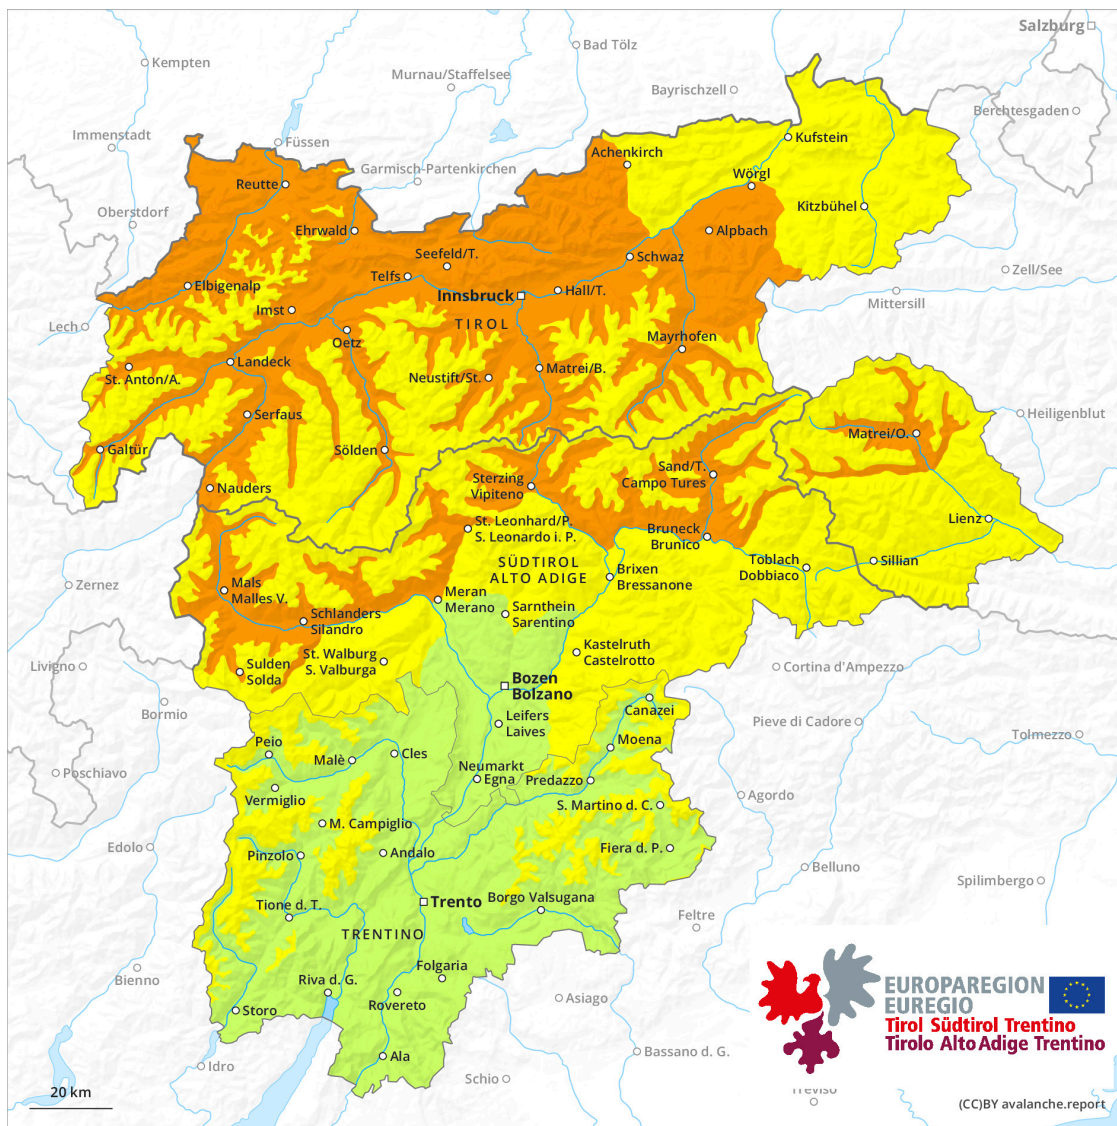 Salzburg
Bad Tölz
Kempten
Murnau/Staffelsee
Bayrischzell
Berchtesgaden
Immenstadt
Füssen
Kufstein
Achenkirch
Garmisch-Partenkirchen
Wörgl
Reutte
Oberstdorf
Kitzbühel
Ehrwald
Alpbach
Seefeld/T.
Schwaz
Zell/See
Telfs
Elbigenalp
Hall/T.
Innsbruck
Mittersill
Imst
TIROL
Lech
Oetz
Mayrhofen
Landeck
Matrei/B.
St. Anton/A.
Neustift/St.
Serfaus
Heiligenblut
Matrei/O.
Galtür
Sölden
Sand/T.
Campo Tures
Sterzing
Vipiteno
Nauders
Lienz
St. Leonhard/P.
S. Leonardo i. P.
Bruneck
Brunico
SÜDTIROL
ALTO ADIGE
Toblach
Dobbiaco
Sillian
Brixen
Bressanone
Zernez
Mals
Malles V.
Meran
Merano
Sarnthein
Sarentino
Schlanders
Silandro
Kastelruth
Castelrotto
St. Walburg
S. Valburga
Livigno
Sulden
Solda
Cortina d'Ampezzo
Bozen
Bolzano
Bormio
Canazei
Leifers
Laives
Pieve di Cadore
Tolmezzo
Peio
Moena
Cles
Malè
Poschiavo
Neumarkt
Egna
Predazzo
Vermiglio
Agordo
S. Martino d. C.
M. Campiglio
Edolo
Fiera d. P.
Pinzolo
Andalo
Belluno
Spilimbergo
Trento
Borgo Valsugana
Tione d. T.
Feltre
TRENTINO
Folgaria
Bienno
Riva d. G.
Rovereto
Asiago
Storo
EUROPAREGION
EUREGIO
Tirol Südtirol Trentino
Tirolo Alto Adige Trentino
Ala
Bassano d. G.
Idro
Schio
Treviso
20 km
(CC)BY avalanche.report